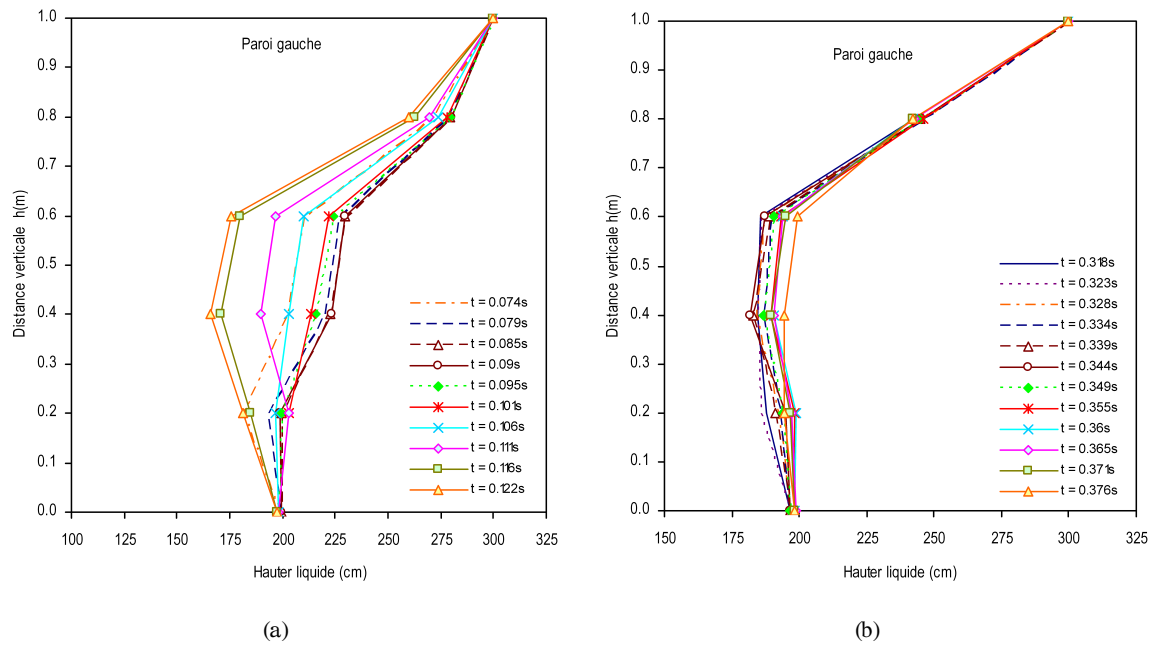 Paroi gauche
Distance verticale h(m)
1.0
0.9
0.8
0.7
0.6
0.5
0.4
0.3
0.2
0.1
0.0
100 125 150 175 200 225 250 275 300 325
Hauter liquide (cm)
t = 0.074s
t = 0.079s
t = 0.085s
t = 0.09s
t = 0.095s
t = 0.101s
t = 0.106s
t = 0.111s
t = 0.116s
t = 0.122s
(a)
Paroi gauche
Distance verticale h(m)
1.0
0.9
0.8
0.7
0.6
0.5
0.4
0.3
0.2
0.1
0.0
150 175 200 225 250 275 300 325
Hauter liquide (cm)
t = 0.318s
t = 0.323s
t = 0.328s
t = 0.334s
t = 0.339s
t = 0.344s
t = 0.349s
t = 0.355s
t = 0.36s
t = 0.365s
t = 0.371s
t = 0.376s
(b)